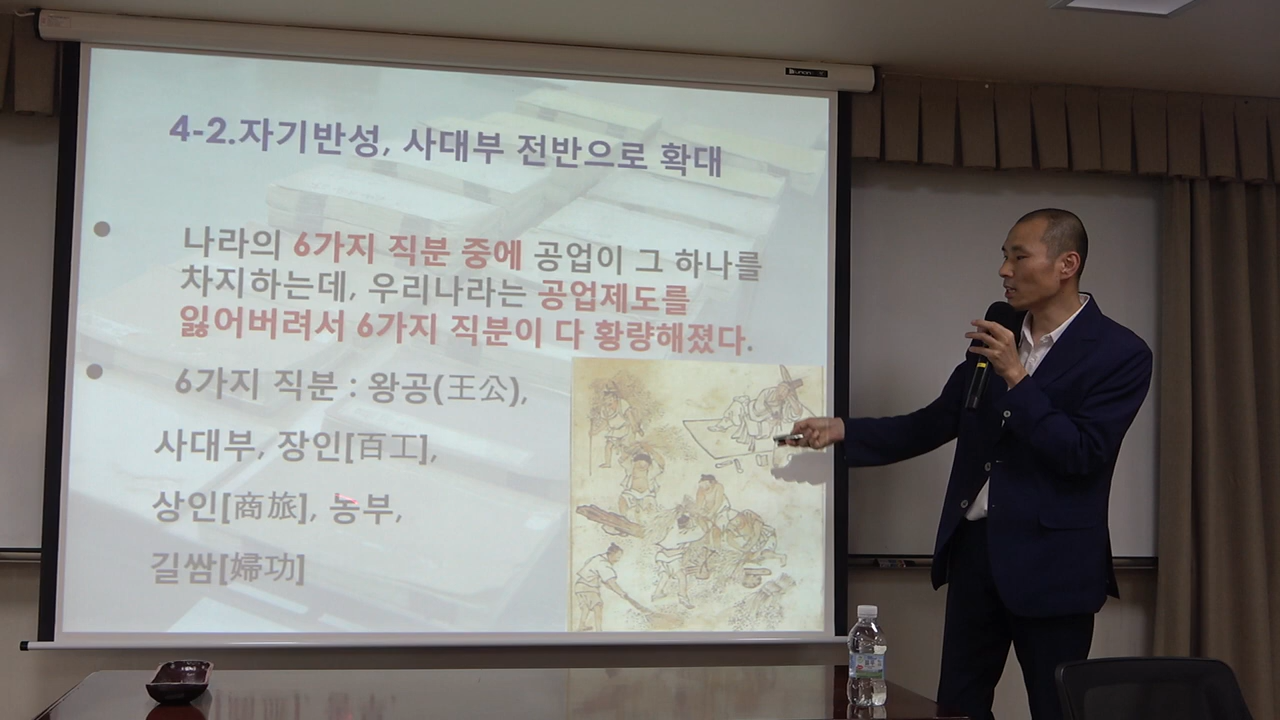 4-2.자기반성, 사대부 전반으로 확대
나라의 6가지 직분 중에 공업이 그 하나를
차지하는데, 우리나라는 공업제도를
잃어버려서 6가지 직분이 다 황량해졌다.
6가지 직분 : 왕공(王公),
사대부, 장인[百工],
상인[商旅], 농부,
길쌈[婦功]